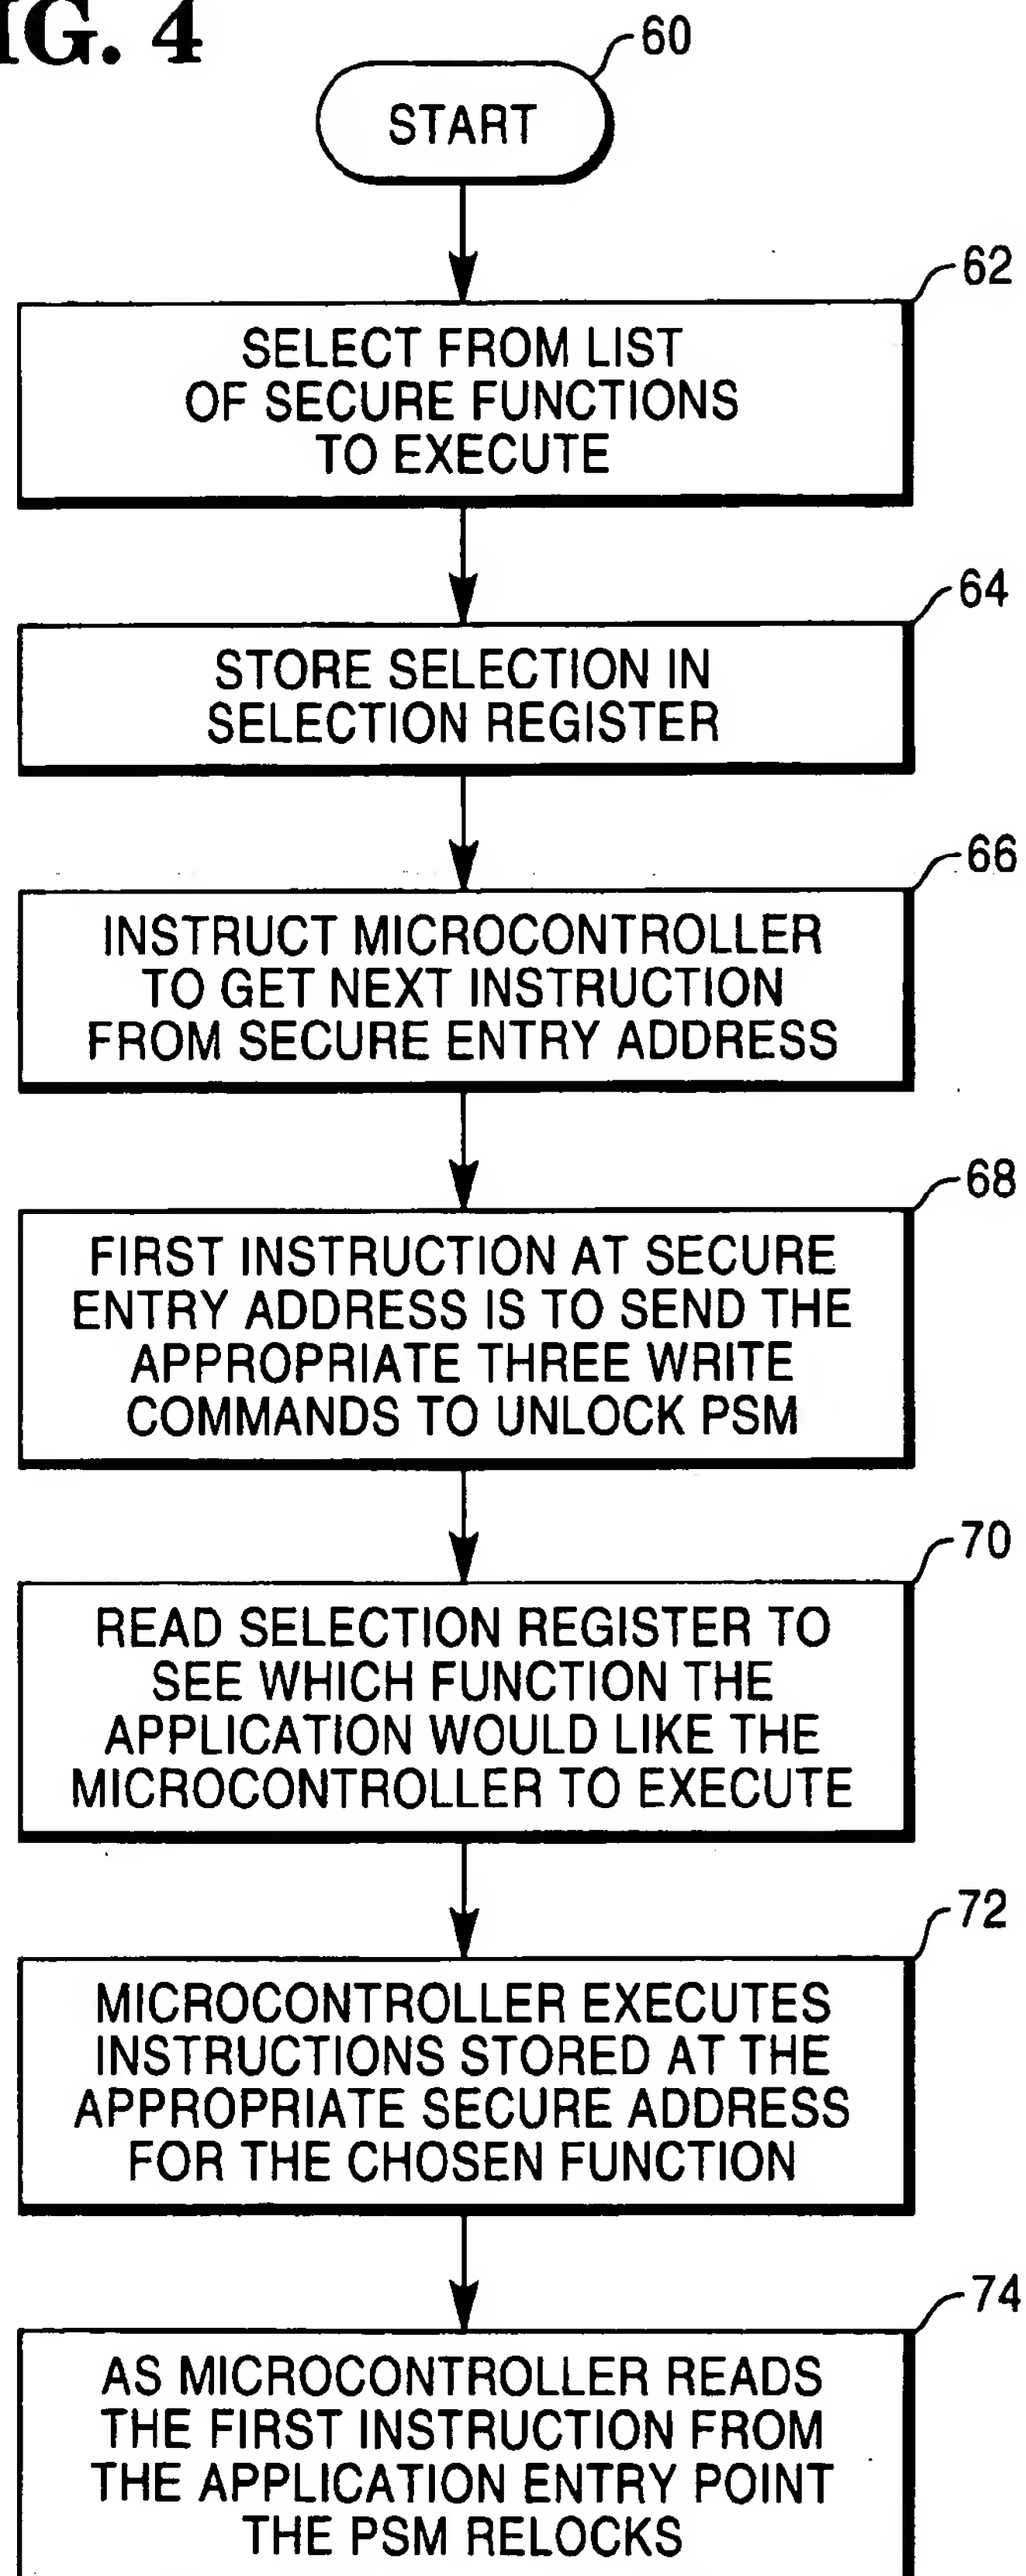 IG. 4
60
START
62
SELECT FROM LIST
OF SECURE FUNCTIONS
TO EXECUTE
64
STORE SELECTION IN
SELECTION REGISTER
66
INSTRUCT MICROCONTROLLER
TO GET NEXT INSTRUCTION
FROM SECURE ENTRY ADDRESS
68
FIRST INSTRUCTION AT SECURE
ENTRY ADDRESS IS TO SEND THE
APPROPRIATE THREE WRITE
COMMANDS TO UNLOCK PSM
70
READ SELECTION REGISTER TO
SEE WHICH FUNCTION THE
APPLICATION WOULD LIKE THE
MICROCONTROLLER TO EXECUTE
72
MICROCONTROLLER EXECUTES
INSTRUCTIONS STORED AT THE
APPROPRIATE SECURE ADDRESS
FOR THE CHOSEN FUNCTION
74
AS MICROCONTROLLER READS
THE FIRST INSTRUCTION FROM
THE APPLICATION ENTRY POINT
THE PSM RELOCKS